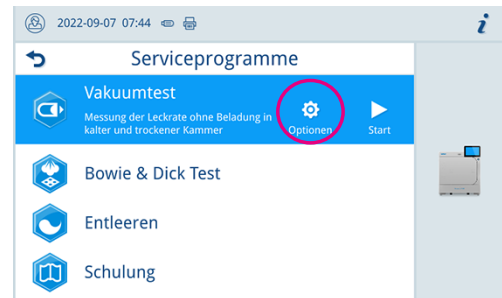 2022-09-07 07:44
Serviceprogramme
Vakuumtest
Messung der Leckrate ohne Beladung in
kalter und trockener Kammer
Optionen
Start
Bowie & Dick Test
Entleeren
Schulung